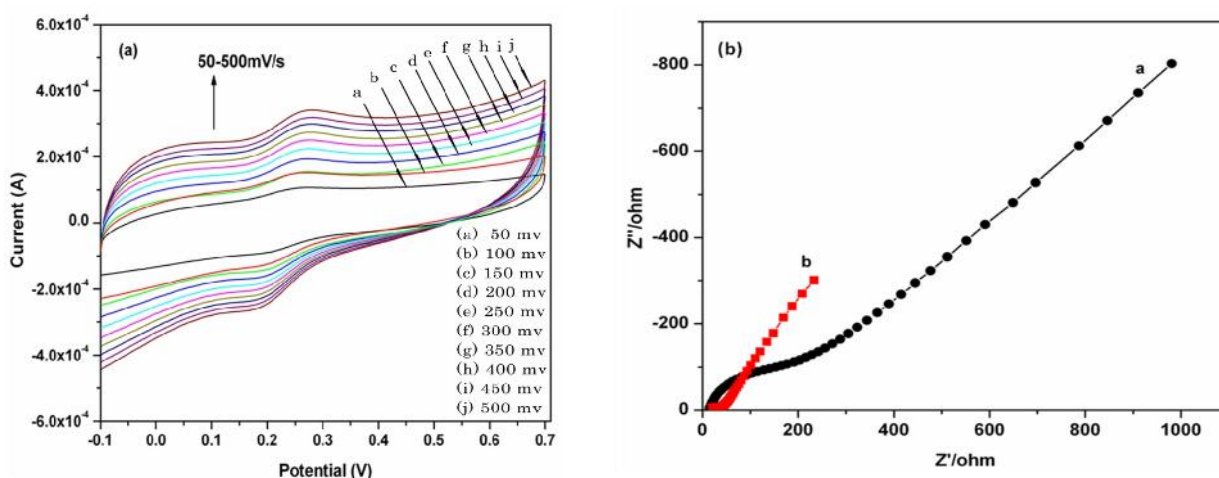 (a)
50-500mV/s
a b c d e f g h i j
6.0x10⁻⁴
4.0x10⁻⁴
2.0x10⁻⁴
0.0
-2.0x10⁻⁴
-4.0x10⁻⁴
-6.0x10⁻⁴
Current (A)
(a) 50 mv
(b) 100 mv
(c) 150 mv
(d) 200 mv
(e) 250 mv
(f) 300 mv
(g) 350 mv
(h) 400 mv
(i) 450 mv
(j) 500 mv
-0.1 0.0 0.1 0.2 0.3 0.4 0.5 0.6 0.7
Potential (V)
(b)
a
b
-800
-600
-400
-200
0
Z''/ohm
0 200 400 600 800 1000
Z'/ohm